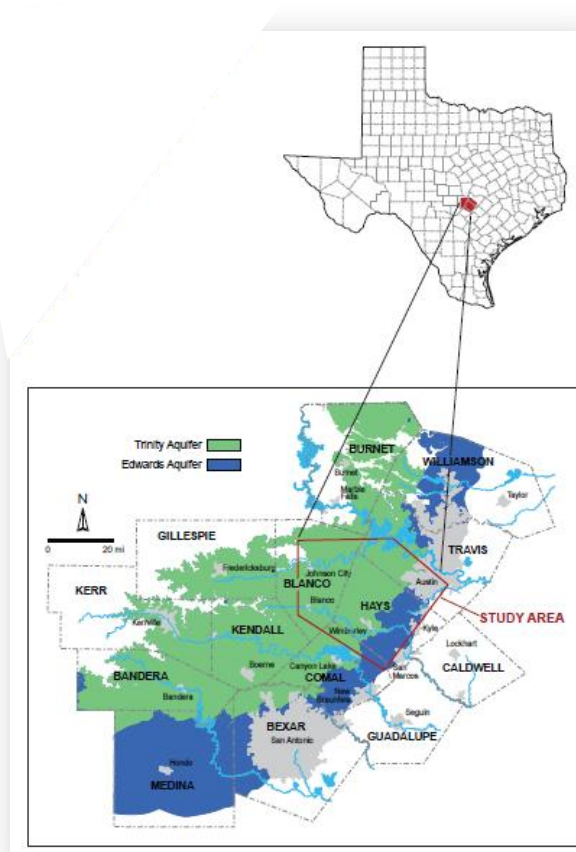 Trinity Aquifer
Edwards Aquifer
N
0 20 mi
BURNET
Burnet
Marble
Falls
WILLIAMSON
Taylor
GILLESPIE
TRAVIS
Fredericksburg
Johnson City
BLANCO
Austin
KERR
Blanco
HAYS
STUDY AREA
Kerrville
KENDALL
Wimberley
Kyle
Lockhart
Boerne
Canyon Lake
San
Marcos
CALDWELL
BANDERA
COMAL
Bandera
New
Braunfels
Seguin
BEXAR
San Antonio
GUADALUPE
Hondo
MEDINA